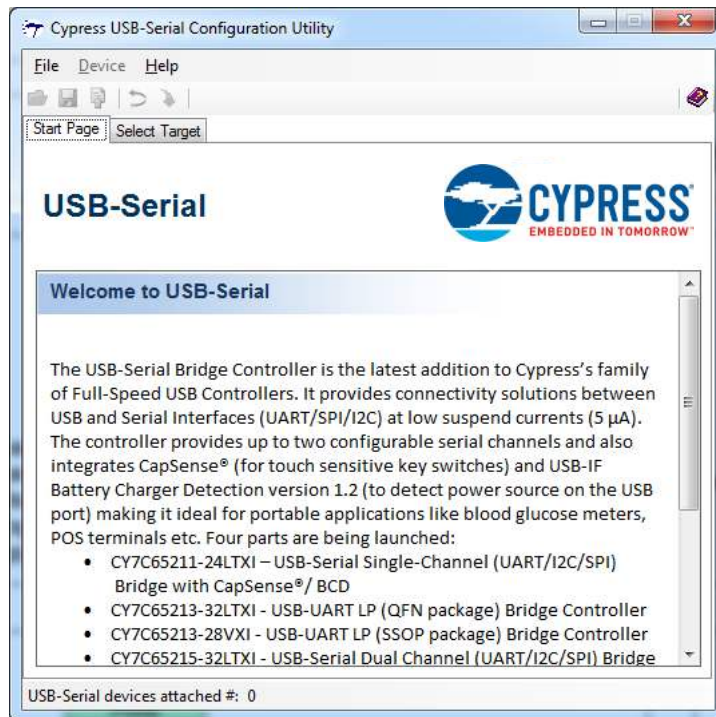 Cypress USB-Serial Configuration Utility
File Device Help
Start Page Select Target
USB-Serial
CYPRESS
EMBEDDED IN TOMORROW™
Welcome to USB-Serial
The USB-Serial Bridge Controller is the latest addition to Cypress's family
of Full-Speed USB Controllers. It provides connectivity solutions between
USB and Serial Interfaces (UART/SPI/I2C) at low suspend currents (5 µA).
The controller provides up to two configurable serial channels and also
integrates CapSense® (for touch sensitive key switches) and USB-IF
Battery Charger Detection version 1.2 (to detect power source on the USB
port) making it ideal for portable applications like blood glucose meters,
POS terminals etc. Four parts are being launched:
• CY7C65211-24LTXI – USB-Serial Single-Channel (UART/I2C/SPI)
Bridge with CapSense®/ BCD
• CY7C65213-32LTXI - USB-UART LP (QFN package) Bridge Controller
• CY7C65213-28VXI - USB-UART LP (SSOP package) Bridge Controller
• CY7C65215-32LTXI - USB-Serial Dual Channel (UART/I2C/SPI) Bridge
USB-Serial devices attached #: 0